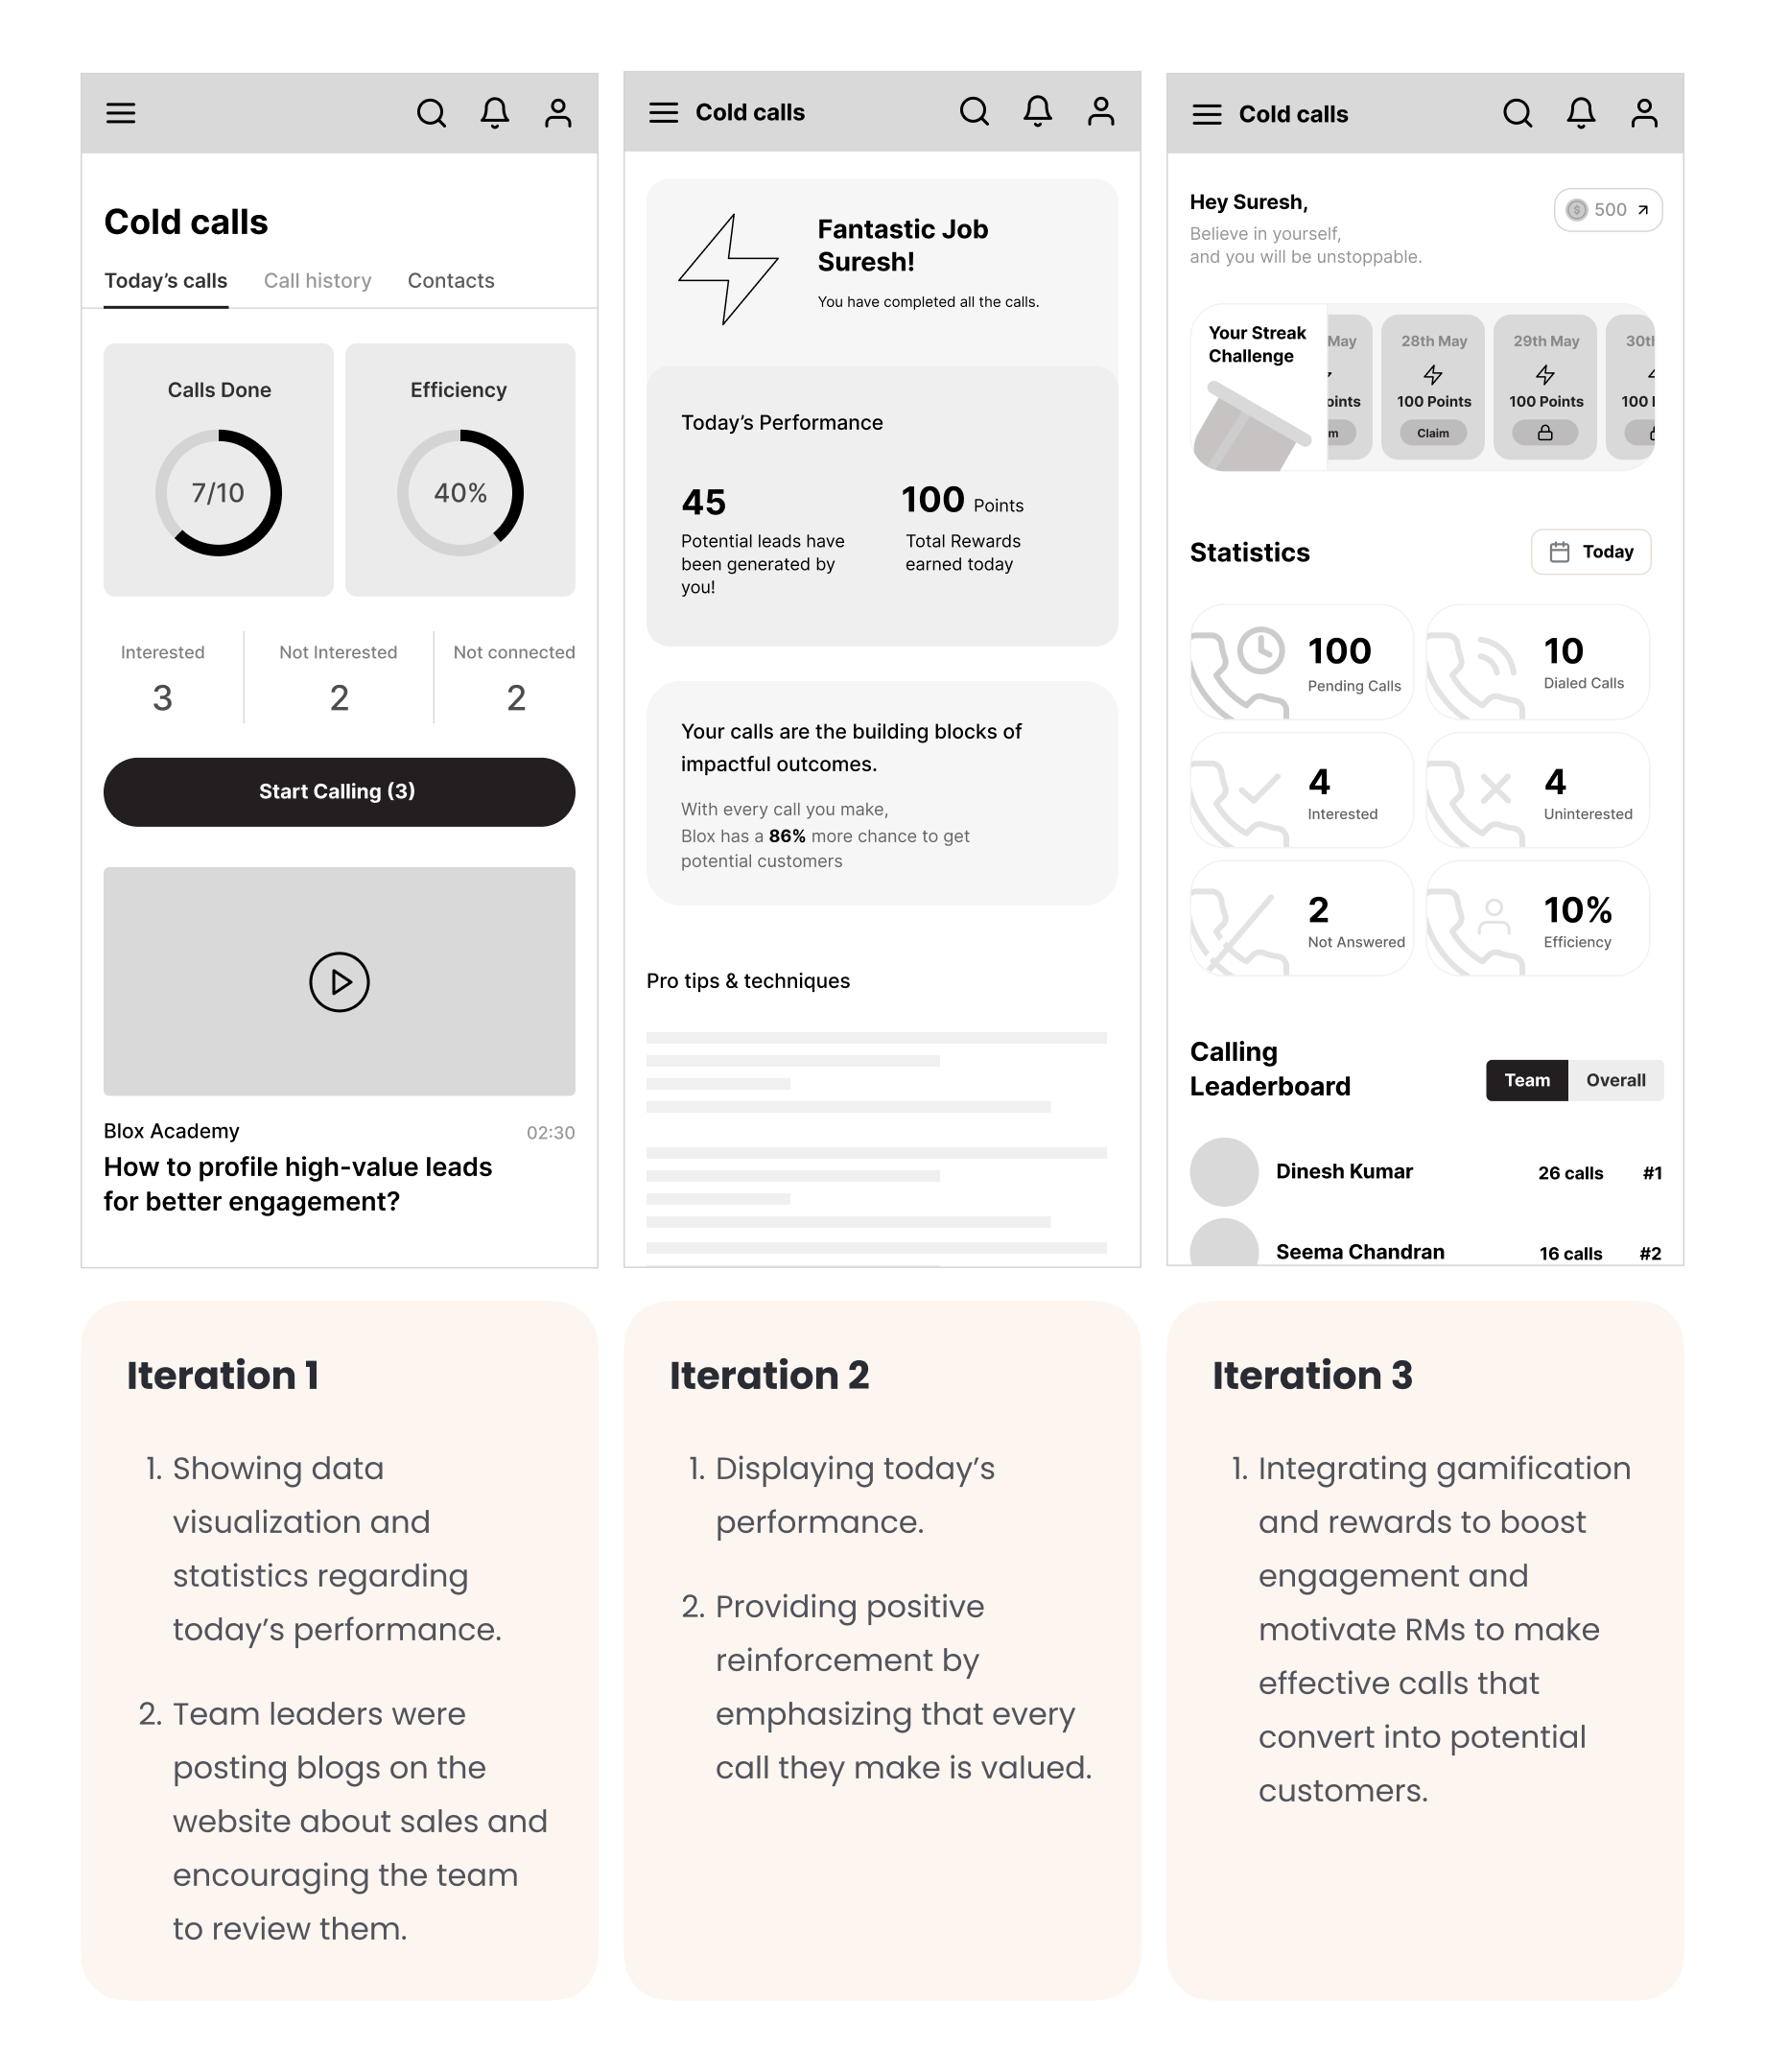 Cold calls
Today's calls
Call history
Contacts
Calls Done
Efficiency
7/10
40%
Interested
Not Interested
Not connected
3
2
2
Start Calling (3)
Blox Academy
02:30
How to profile high-value leads
for better engagement?
Cold calls
Fantastic Job
Suresh!
You have completed all the calls.
Today's Performance
45
100 Points
Potential leads have
been generated by
you!
Total Rewards
earned today
Your calls are the building blocks of
impactful outcomes.
With every call you make,
Blox has a 86% more chance to get
potential customers
Pro tips & techniques
Cold calls
Hey Suresh,
500
Believe in yourself,
and you will be unstoppable.
Your Streak
Challenge
May
28th May
100 Points
Claim
29th May
100 Points
100
Statistics
Today
100
Pending Calls
10
Dialed Calls
4
Interested
4
Uninterested
2
Not Answered
10%
Efficiency
Calling
Leaderboard
Team
Overall
Dinesh Kumar
26 calls
#1
Seema Chandran
16 calls
#2
Iteration 1
1. Showing data
visualization and
statistics regarding
today's performance.
2. Team leaders were
posting blogs on the
website about sales and
encouraging the team
to review them.
Iteration 2
1. Displaying today's
performance.
2. Providing positive
reinforcement by
emphasizing that every
call they make is valued.
Iteration 3
1. Integrating gamification
and rewards to boost
engagement and
motivate RMs to make
effective calls that
convert into potential
customers.